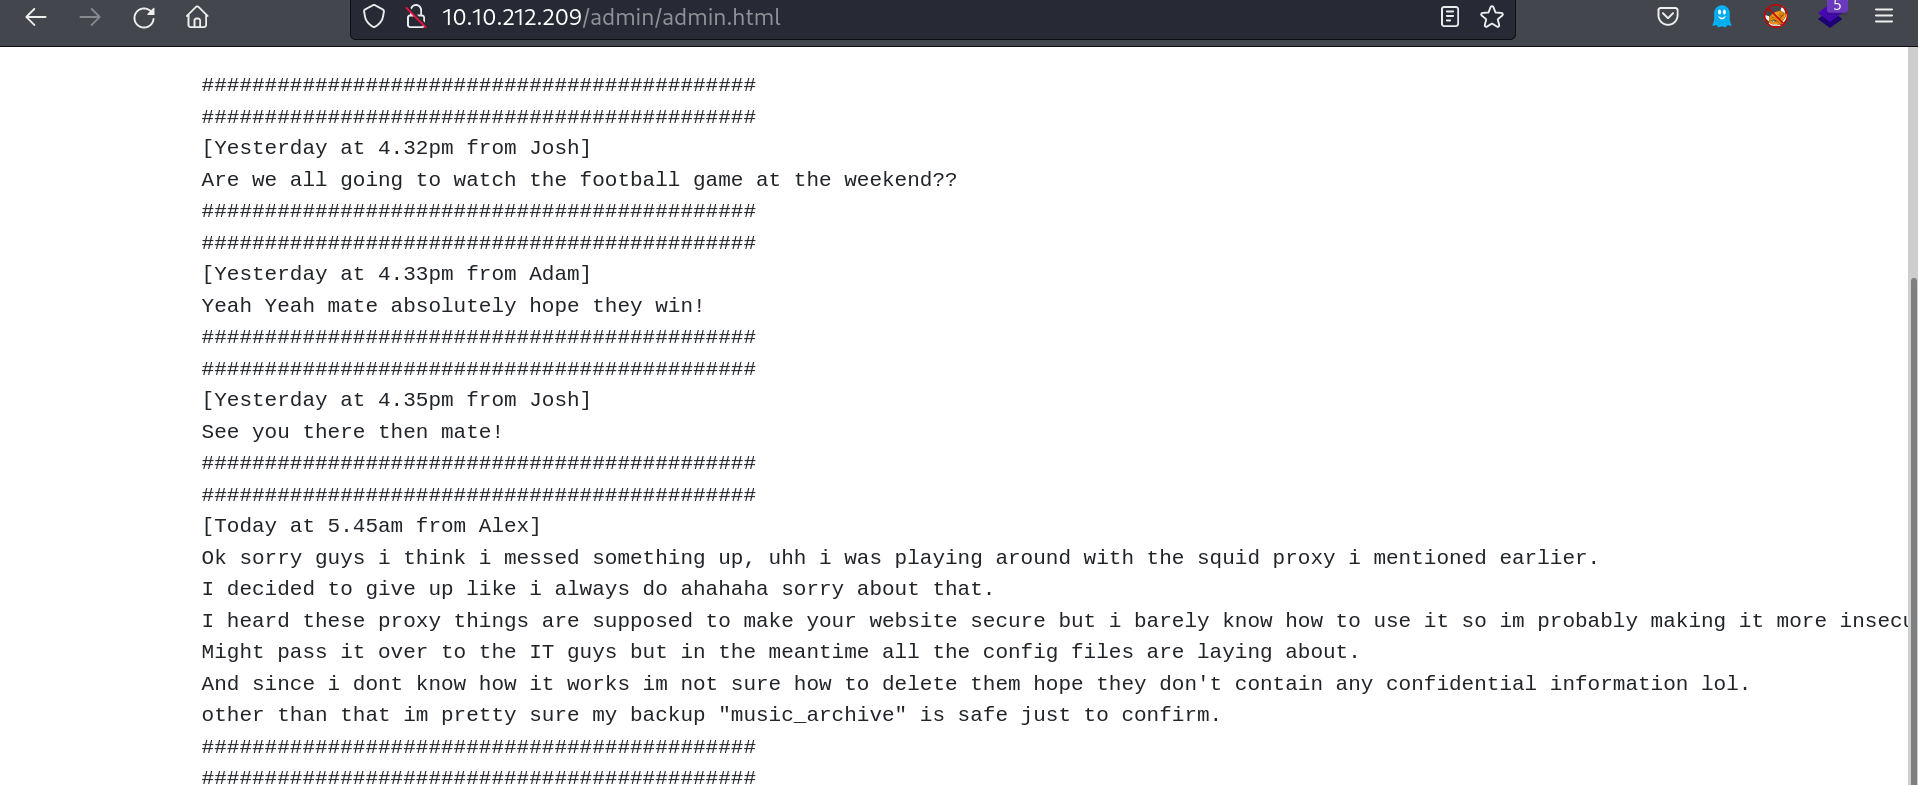 10.10.212.209/admin/admin.html
5
############################################
############################################
[Yesterday at 4.32pm from Josh]
Are we all going to watch the football game at the weekend??
############################################
############################################
[Yesterday at 4.33pm from Adam]
Yeah Yeah mate absolutely hope they win!
############################################
############################################
[Yesterday at 4.35pm from Josh]
See you there then mate!
############################################
############################################
[Today at 5.45am from Alex]
Ok sorry guys i think i messed something up, uhh i was playing around with the squid proxy i mentioned earlier.
I decided to give up like i always do ahahaha sorry about that.
I heard these proxy things are supposed to make your website secure but i barely know how to use it so im probably making it more insecu
Might pass it over to the IT guys but in the meantime all the config files are laying about.
And since i dont know how it works im not sure how to delete them hope they don't contain any confidential information lol.
other than that im pretty sure my backup "music_archive" is safe just to confirm.
############################################
############################################